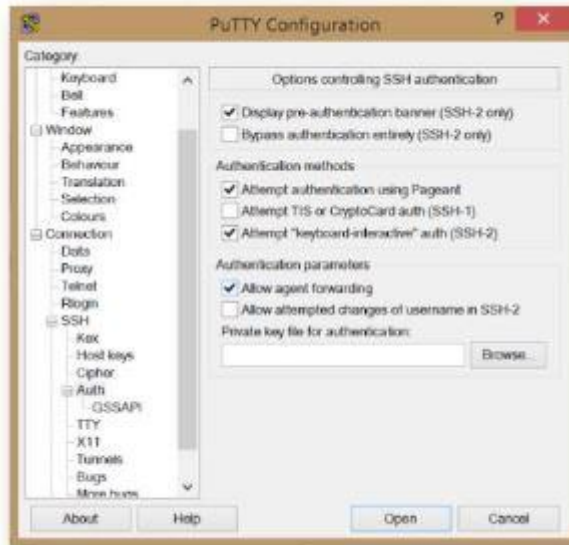 PuTTY Configuration
?
Category:
Keyboard
Bell
Features
Window
Appearance
Behaviour
Translation
Selection
Colours
Connection
Data
Proxy
Telnet
Rlogin
SSH
Kex
Host keys
Cipher
Auth
GSSAPI
TTY
X11
Tunnels
Bugs
More bugs
Options controlling SSH authentication
Display pre-authentication banner (SSH-2 only)
Bypass authentication entirely (SSH-2 only)
Authentication methods
Attempt authentication using Pageant
Attempt TIS or CryptoCard auth (SSH-1)
Attempt "keyboard-interactive" auth (SSH-2)
Authentication parameters
Allow agent forwarding
Allow attempted changes of username in SSH-2
Private key file for authentication:
Browse...
About
Help
Open
Cancel